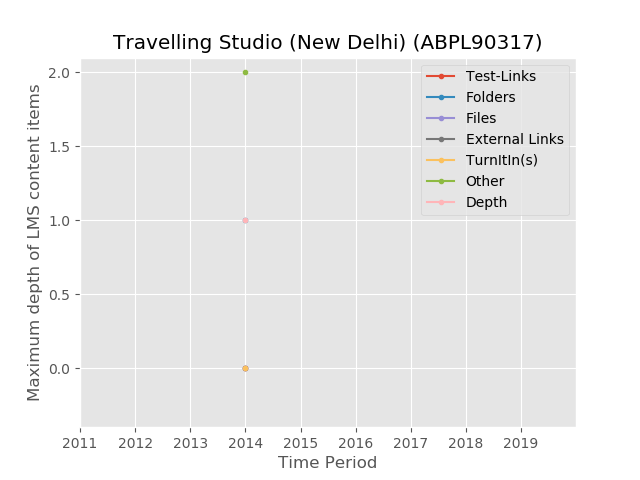 Travelling Studio (New Delhi) (ABPL90317)
Maximum depth of LMS content items
2.0
1.5
1.0
0.5
0.0
Test-Links
Folders
Files
External Links
TurnItIn(s)
Other
Depth
2011 2012 2013 2014 2015 2016 2017 2018 2019
Time Period